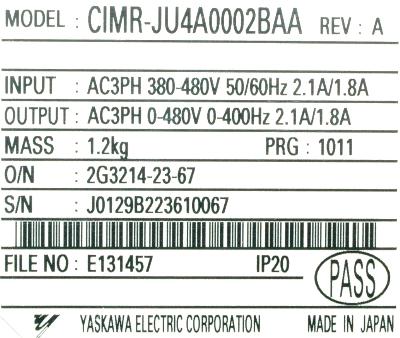 MODEL : CIMR-JU4A0002BAA REV : A
INPUT : AC3PH 380-480V 50/60Hz 2.1A/1.8A
OUTPUT : AC3PH 0-480V 0-400Hz 2.1A/1.8A
MASS : 1.2kg PRG : 1011
O/N : 2G3214-23-67
S/N : J0129B223610067
FILE NO : E131457 IP20
PASS
YASKAWA ELECTRIC CORPORATION MADE IN JAPAN